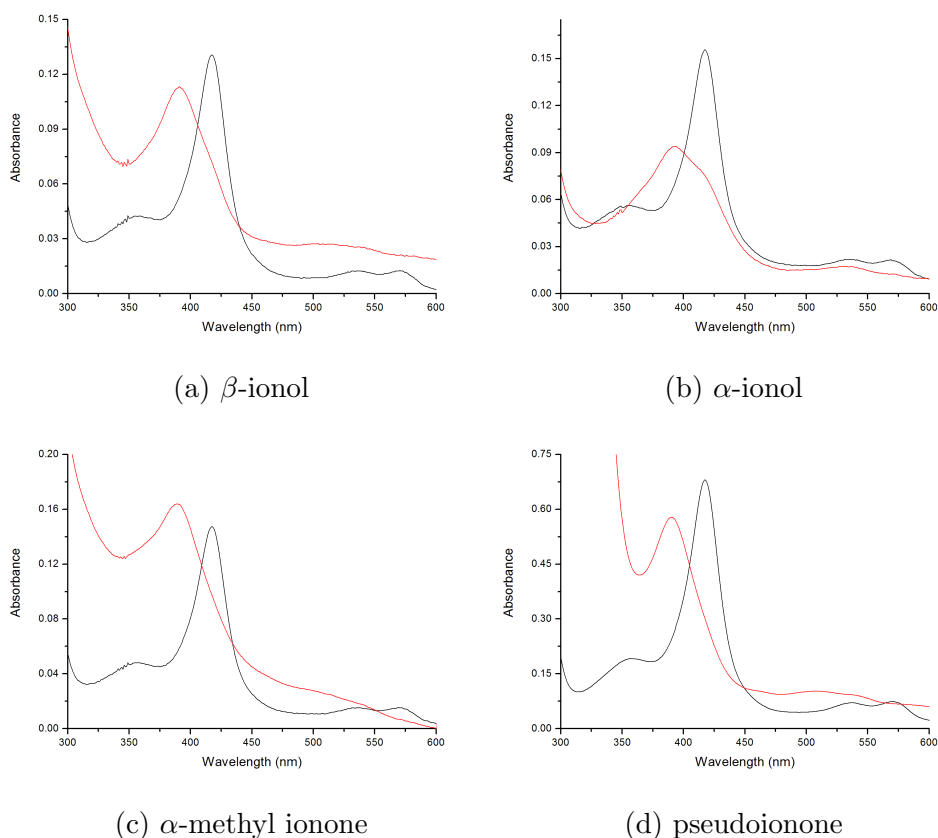 0.15
0.12
0.09
0.06
0.03
0.00
Absorbance
300 350 400 450 500 550 600
Wavelength (nm)
(a) β-ionol
0.15
0.12
0.09
0.06
0.03
0.00
Absorbance
300 350 400 450 500 550 600
Wavelength (nm)
(b) α-ionol
0.20
0.16
0.12
0.08
0.04
0.00
Absorbance
300 350 400 450 500 550 600
Wavelength (nm)
(c) α-methyl ionone
0.75
0.60
0.45
0.30
0.15
0.00
Absorbance
300 350 400 450 500 550 600
Wavelength (nm)
(d) pseudoionone